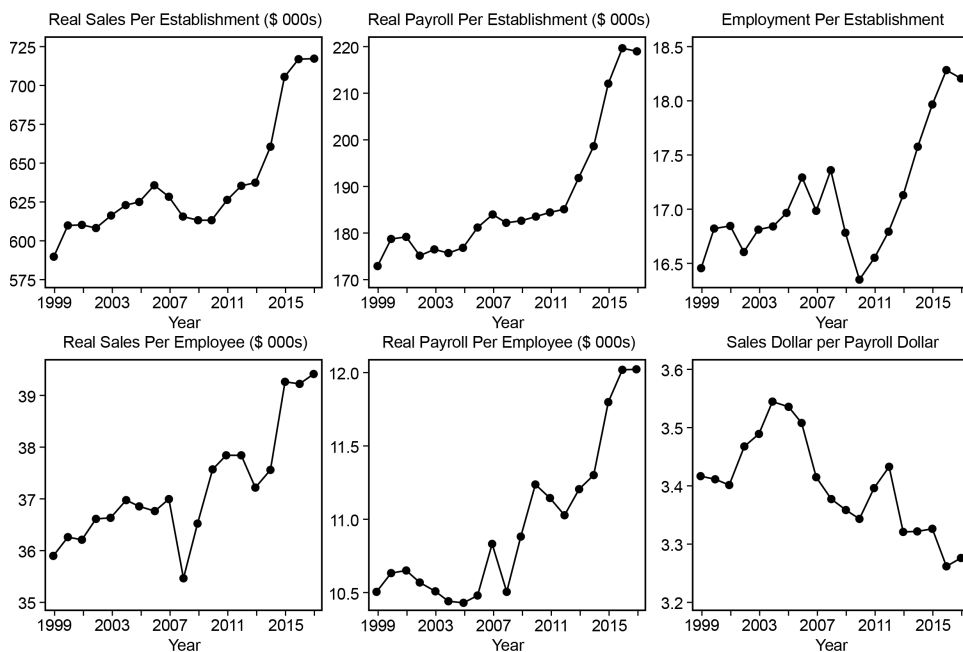 Real Sales Per Establishment ($ 000s)
725
700
675
650
625
600
575
1999 2003 2007 2011 2015
Year
Real Payroll Per Establishment ($ 000s)
220
210
200
190
180
170
1999 2003 2007 2011 2015
Year
Employment Per Establishment
18.5
18.0
17.5
17.0
16.5
1999 2003 2007 2011 2015
Year
Real Sales Per Employee ($ 000s)
39
38
37
36
35
1999 2003 2007 2011 2015
Year
Real Payroll Per Employee ($ 000s)
12.0
11.5
11.0
10.5
1999 2003 2007 2011 2015
Year
Sales Dollar per Payroll Dollar
3.6
3.5
3.4
3.3
3.2
1999 2003 2007 2011 2015
Year